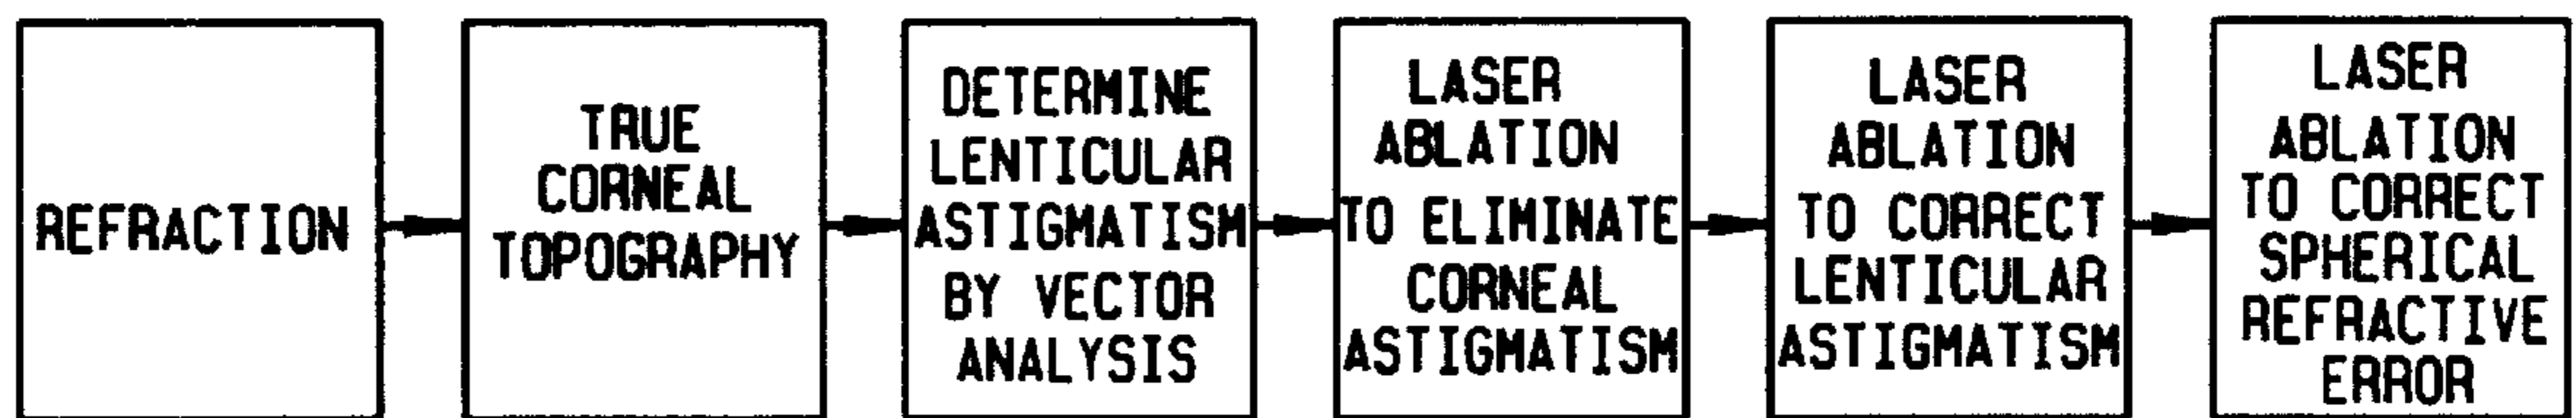 REFRACTION
TRUE
CORNEAL
TOPOGRAPHY
DETERMINE
LENTICULAR
ASTIGMATISM
BY VECTOR
ANALYSIS
LASER
ABLATION
TO ELIMINATE
CORNEAL
ASTIGMATISM
LASER
ABLATION
TO CORRECT
LENTICULAR
ASTIGMATISM
LASER
ABLATION
TO CORRECT
SPHERICAL
REFRACTIVE
ERROR